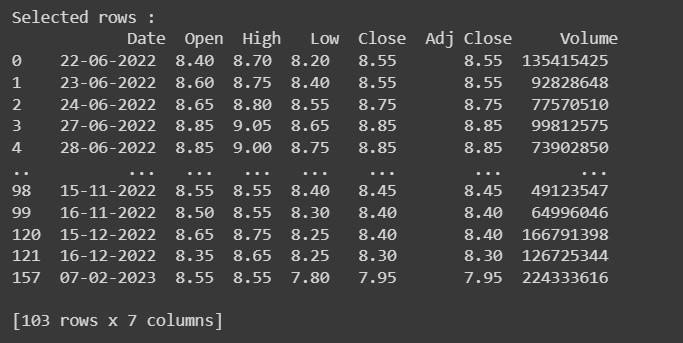 Selected rows :
Date Open High Low Close Adj Close Volume
0 22-06-2022 8.40 8.70 8.20 8.55 8.55 135415425
1 23-06-2022 8.60 8.75 8.40 8.55 8.55 92828648
2 24-06-2022 8.65 8.80 8.55 8.75 8.75 77570510
3 27-06-2022 8.85 9.05 8.65 8.85 8.85 99812575
4 28-06-2022 8.85 9.00 8.75 8.85 8.85 73902850
.. ... ... ... ... ... ... ...
98 15-11-2022 8.55 8.55 8.40 8.45 8.45 49123547
99 16-11-2022 8.50 8.55 8.30 8.40 8.40 64996046
120 15-12-2022 8.65 8.75 8.25 8.40 8.40 166791398
121 16-12-2022 8.35 8.65 8.25 8.30 8.30 126725344
157 07-02-2023 8.55 8.55 7.80 7.95 7.95 224333616
[103 rows x 7 columns]